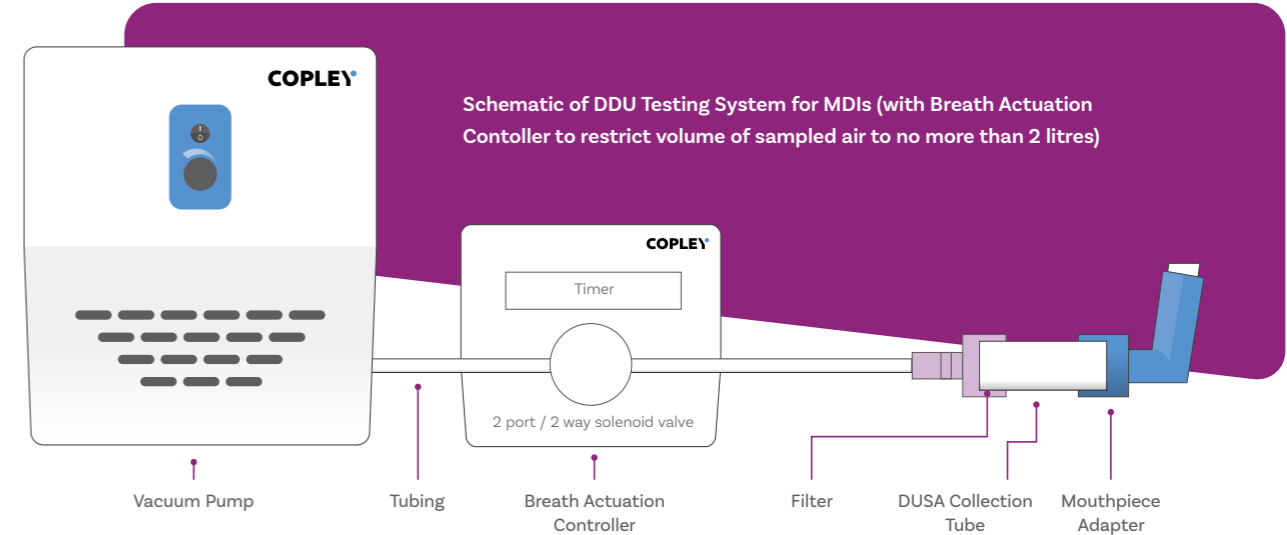 COPLEY
Schematic of DDU Testing System for MDIs (with Breath Actuation
Contoller to restrict volume of sampled air to no more than 2 litres)
I
O
COPLEY
Timer
2 port / 2 way solenoid valve
Vacuum Pump
Tubing
Breath Actuation
Controller
Filter
DUSA Collection
Tube
Mouthpiece
Adapter